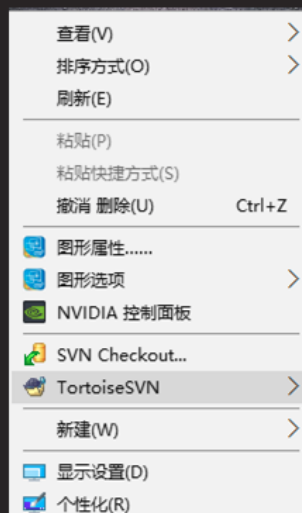 查看(V)
排序方式(O)
刷新(E)
粘贴(P)
粘贴快捷方式(S)
撤消 删除(U) Ctrl+Z
图形属性......
图形选项
NVIDIA 控制面板
SVN Checkout...
TortoiseSVN
新建(W)
显示设置(D)
个性化(R)